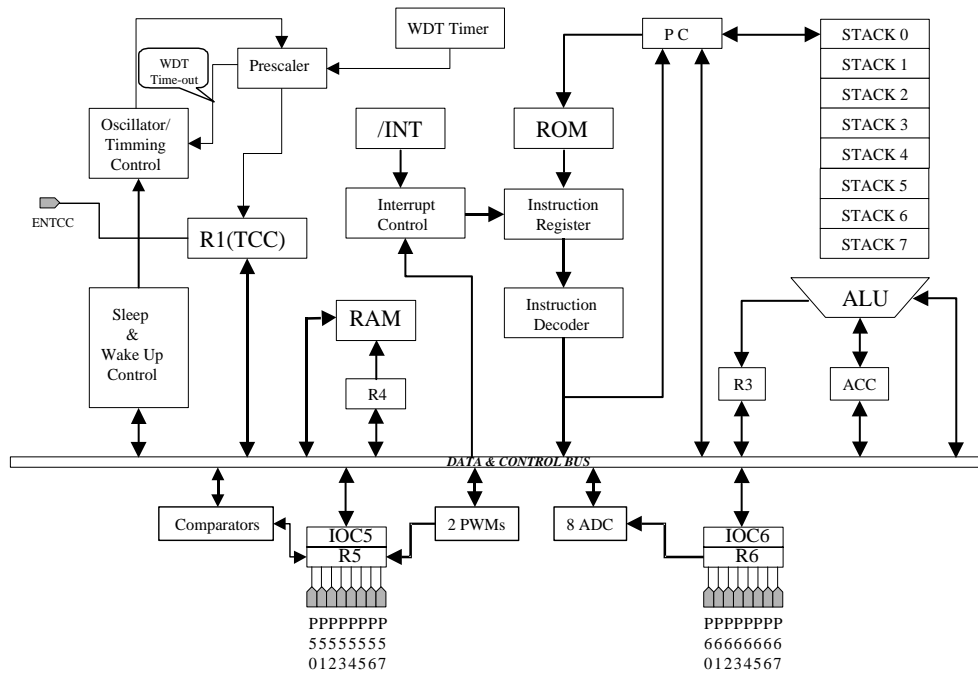 WDT Timer
P C
STACK 0
STACK 1
STACK 2
STACK 3
STACK 4
STACK 5
STACK 6
STACK 7
WDT
Time-out
Prescaler
Oscillator/
Timming
Control
/INT
ROM
Interrupt
Control
Instruction
Register
ENTCC
R1(TCC)
Sleep
&
Wake Up
Control
RAM
R4
Instruction
Decoder
ALU
R3
ACC
DATA & CONTROL BUS
Comparators
IOC5
R5
2 PWMs
8 ADC
IOC6
R6
PPPPPPPP
55555555
01234567
PPPPPPPP
66666666
01234567